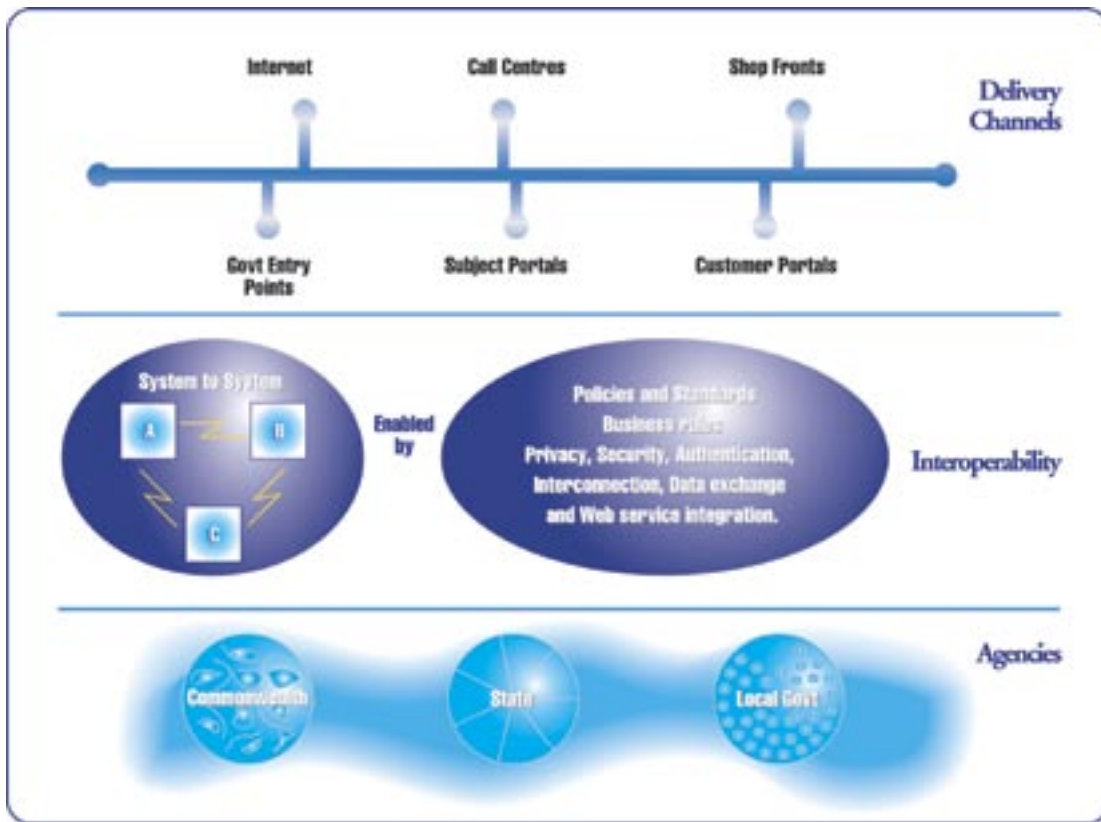 Internet
Call Centres
Shop Fronts
Delivery
Channels
Govt Entry
Points
Subject Portals
Customer Portals
System to System
A
B
C
Enabled
by
Policies and Standards
Business rules
Privacy, Security, Authentication,
Interconnection, Data exchange
and Web service integration.
Interoperability
Agencies
Commonwealth
State
Local Govt